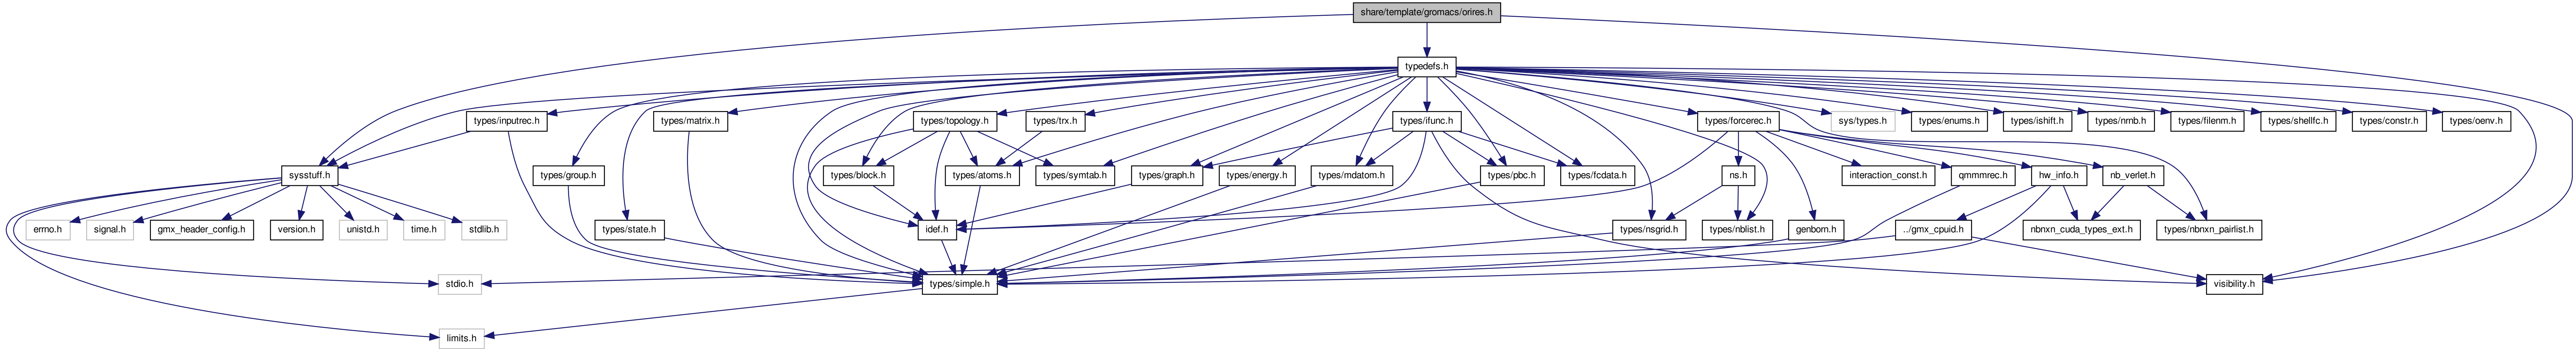 share/template/gromacs/orires.h
typedefs.h
types/inputrec.h
types/matrix.h
types/topology.h
types/trx.h
types/ifunc.h
types/forcerec.h
sys/types.h
types/enums.h
types/ishift.h
types/nrnb.h
types/filenm.h
types/shellfc.h
types/constr.h
types/oenv.h
sysstuff.h
types/group.h
types/block.h
types/atoms.h
types/symtab.h
types/graph.h
types/energy.h
types/mdatom.h
types/pbc.h
types/fcdata.h
ns.h
interaction_const.h
qmmmrec.h
hw_info.h
nb_verlet.h
errno.h
signal.h
gmx_header_config.h
version.h
unistd.h
time.h
stdlib.h
types/state.h
idef.h
types/nsgrid.h
types/nblist.h
genborn.h
../gmx_cpuid.h
nbnxn_cuda_types_ext.h
types/nbnxn_pairlist.h
stdio.h
types/simple.h
visibility.h
limits.h